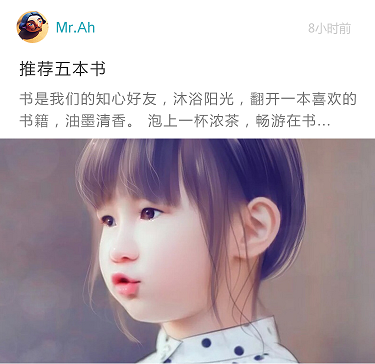 Mr.Ah
8小时前
推荐五本书
书是我们的知心好友，沐浴阳光，翻开一本喜欢的
书籍，油墨清香。 泡上一杯浓茶，畅游在书...